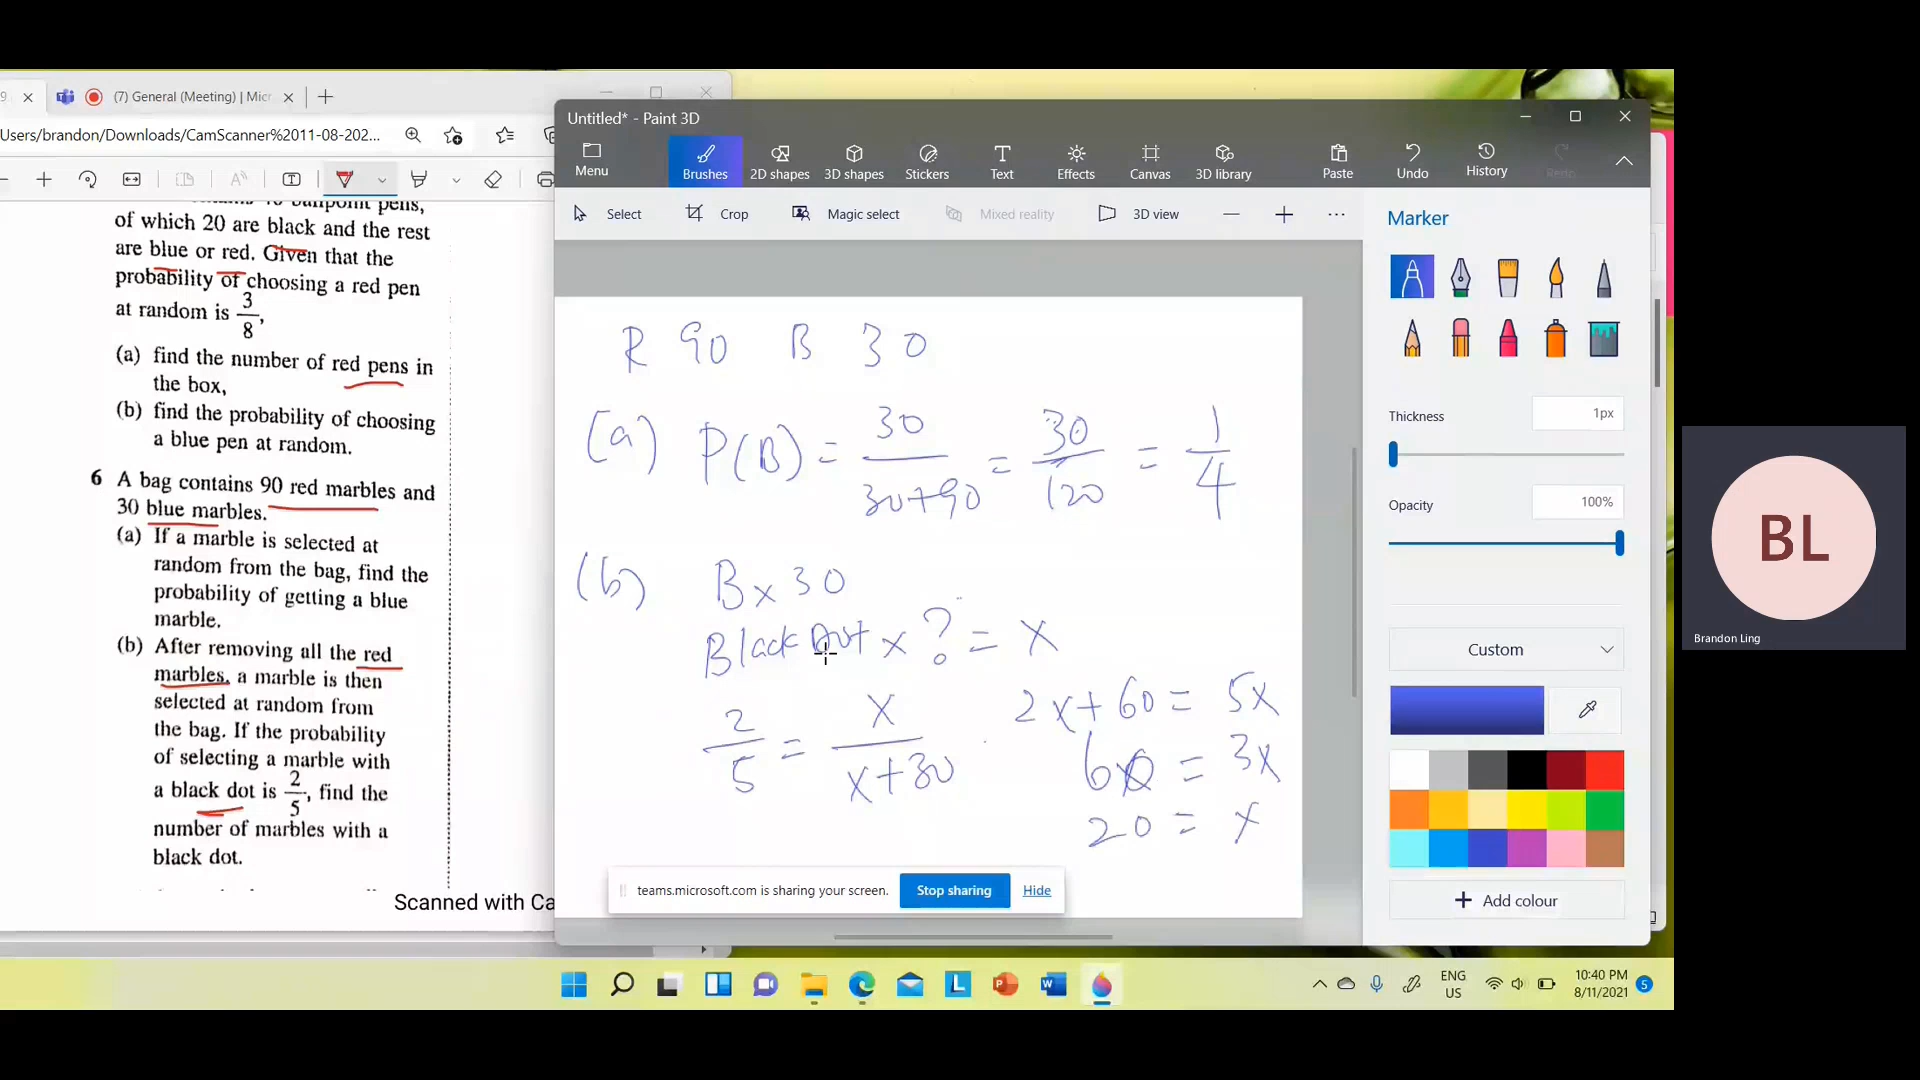 9
(7) General (Meeting) | Micr
Users/brandon/Downloads/CamScanner%2011-08-202...
of which 20 are black and the rest
are blue or red. Given that the
probability of choosing a red pen
at random is 3/8,
(a) find the number of red pens in
the box,
(b) find the probability of choosing
a blue pen at random.
6 A bag contains 90 red marbles and
30 blue marbles.
(a) If a marble is selected at
random from the bag, find the
probability of getting a blue
marble.
(b) After removing all the red
marbles, a marble is then
selected at random from
the bag. If the probability
of selecting a marble with
a black dot is 2/5, find the
number of marbles with a
black dot.
Scanned with Ca
Untitled* - Paint 3D
Menu
Brushes
2D shapes
3D shapes
Stickers
Text
Effects
Canvas
3D library
Paste
Undo
History
Redo
Select
Crop
Magic select
Mixed reality
3D view
R 90 B 30
(a) P(B) = 30/30+90 = 30/120 = 1/4
(b) B x 30
Black Dot x ? = x
2/5 = x/x+30
2x+60 = 5x
60 = 3x
20 = x
teams.microsoft.com is sharing your screen.
Stop sharing
Hide
Marker
Thickness
1px
Opacity
100%
Custom
+ Add colour
BL
Brandon Ling
L
P
W
ENG
US
10:40 PM
8/11/2021
5